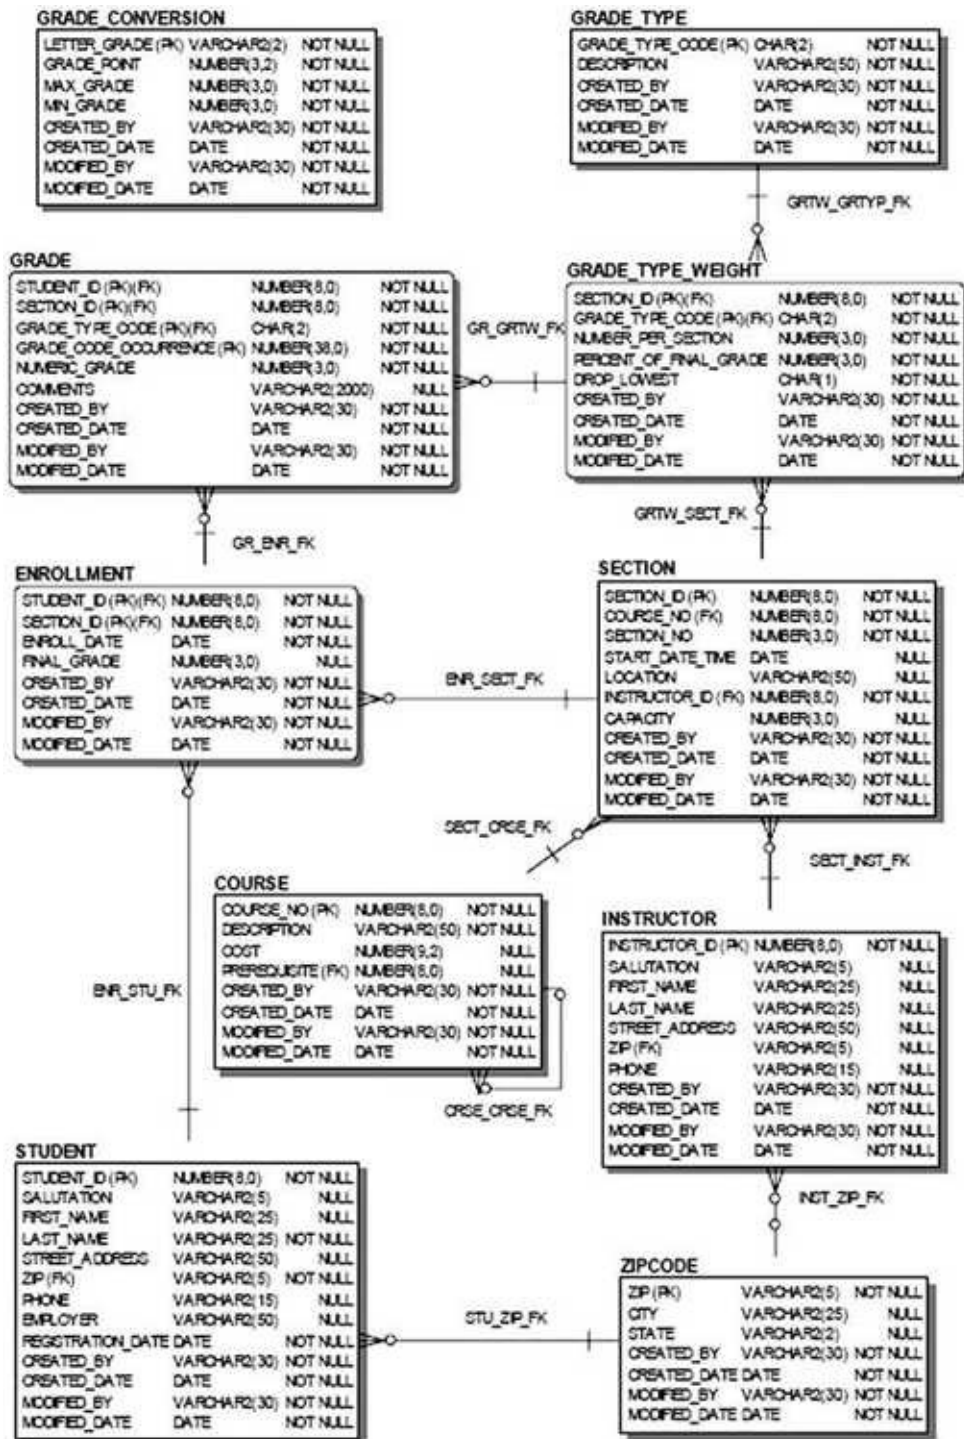 GRADE_CONVERSION
LETTER_GRADE (PK) VARCHAR2(2) NOT NULL
GRADE_POINT NUMBER(3,2) NOT NULL
MAX_GRADE NUMBER(3,0) NOT NULL
MIN_GRADE NUMBER(3,0) NOT NULL
CREATED_BY VARCHAR2(30) NOT NULL
CREATED_DATE DATE NOT NULL
MODIFIED_BY VARCHAR2(30) NOT NULL
MODIFIED_DATE DATE NOT NULL
GRADE_TYPE
GRADE_TYPE_CODE (PK) CHAR(2) NOT NULL
DESCRIPTION VARCHAR2(50) NOT NULL
CREATED_BY VARCHAR2(30) NOT NULL
CREATED_DATE DATE NOT NULL
MODIFIED_BY VARCHAR2(30) NOT NULL
MODIFIED_DATE DATE NOT NULL
GRTW_GRTYP_FK
GRADE
STUDENT_ID (PK)(FK) NUMBER(8,0) NOT NULL
SECTION_ID (PK)(FK) NUMBER(8,0) NOT NULL
GRADE_TYPE_CODE (PK)(FK) CHAR(2) NOT NULL
GRADE_CODE_OCCURRENCE (PK) NUMBER(38,0) NOT NULL
NUMERIC_GRADE NUMBER(3,0) NOT NULL
COMMENTS VARCHAR2(2000) NULL
CREATED_BY VARCHAR2(30) NOT NULL
CREATED_DATE DATE NOT NULL
MODIFIED_BY VARCHAR2(30) NOT NULL
MODIFIED_DATE DATE NOT NULL
GR_GRTW_FK
GRADE_TYPE_WEIGHT
SECTION_ID (PK)(FK) NUMBER(8,0) NOT NULL
GRADE_TYPE_CODE (PK)(FK) CHAR(2) NOT NULL
NUMBER_PER_SECTION NUMBER(3,0) NOT NULL
PERCENT_OF_FINAL_GRADE NUMBER(3,0) NOT NULL
DROP_LOWEST CHAR(1) NOT NULL
CREATED_BY VARCHAR2(30) NOT NULL
CREATED_DATE DATE NOT NULL
MODIFIED_BY VARCHAR2(30) NOT NULL
MODIFIED_DATE DATE NOT NULL
GR_ENR_FK
GRTW_SECT_FK
ENROLLMENT
STUDENT_ID (PK)(FK) NUMBER(8,0) NOT NULL
SECTION_ID (PK)(FK) NUMBER(8,0) NOT NULL
ENROLL_DATE DATE NOT NULL
FINAL_GRADE NUMBER(3,0) NULL
CREATED_BY VARCHAR2(30) NOT NULL
CREATED_DATE DATE NOT NULL
MODIFIED_BY VARCHAR2(30) NOT NULL
MODIFIED_DATE DATE NOT NULL
ENR_SECT_FK
SECTION
SECTION_ID (PK) NUMBER(8,0) NOT NULL
COURSE_NO (FK) NUMBER(8,0) NOT NULL
SECTION_NO NUMBER(3,0) NOT NULL
START_DATE_TIME DATE NULL
LOCATION VARCHAR2(50) NULL
INSTRUCTOR_ID (FK) NUMBER(8,0) NOT NULL
CAPACITY NUMBER(3,0) NULL
CREATED_BY VARCHAR2(30) NOT NULL
CREATED_DATE DATE NOT NULL
MODIFIED_BY VARCHAR2(30) NOT NULL
MODIFIED_DATE DATE NOT NULL
SECT_CRSE_FK
SECT_INST_FK
COURSE
COURSE_NO (PK) NUMBER(8,0) NOT NULL
DESCRIPTION VARCHAR2(50) NOT NULL
COST NUMBER(9,2) NULL
PREREQUISITE (FK) NUMBER(8,0) NULL
CREATED_BY VARCHAR2(30) NOT NULL
CREATED_DATE DATE NOT NULL
MODIFIED_BY VARCHAR2(30) NOT NULL
MODIFIED_DATE DATE NOT NULL
CRSE_CRSE_FK
ENR_STU_FK
INSTRUCTOR
INSTRUCTOR_ID (PK) NUMBER(8,0) NOT NULL
SALUTATION VARCHAR2(5) NULL
FIRST_NAME VARCHAR2(25) NULL
LAST_NAME VARCHAR2(25) NULL
STREET_ADDRESS VARCHAR2(50) NULL
ZIP (FK) VARCHAR2(5) NULL
PHONE VARCHAR2(15) NULL
CREATED_BY VARCHAR2(30) NOT NULL
CREATED_DATE DATE NOT NULL
MODIFIED_BY VARCHAR2(30) NOT NULL
MODIFIED_DATE DATE NOT NULL
INST_ZIP_FK
STUDENT
STUDENT_ID (PK) NUMBER(8,0) NOT NULL
SALUTATION VARCHAR2(5) NULL
FIRST_NAME VARCHAR2(25) NULL
LAST_NAME VARCHAR2(25) NOT NULL
STREET_ADDRESS VARCHAR2(50) NULL
ZIP (FK) VARCHAR2(5) NOT NULL
PHONE VARCHAR2(15) NULL
EMPLOYER VARCHAR2(50) NULL
REGISTRATION_DATE DATE NOT NULL
CREATED_BY VARCHAR2(30) NOT NULL
CREATED_DATE DATE NOT NULL
MODIFIED_BY VARCHAR2(30) NOT NULL
MODIFIED_DATE DATE NOT NULL
STU_ZIP_FK
ZIPCODE
ZIP (PK) VARCHAR2(5) NOT NULL
CITY VARCHAR2(25) NULL
STATE VARCHAR2(2) NULL
CREATED_BY VARCHAR2(30) NOT NULL
CREATED_DATE DATE NOT NULL
MODIFIED_BY VARCHAR2(30) NOT NULL
MODIFIED_DATE DATE NOT NULL